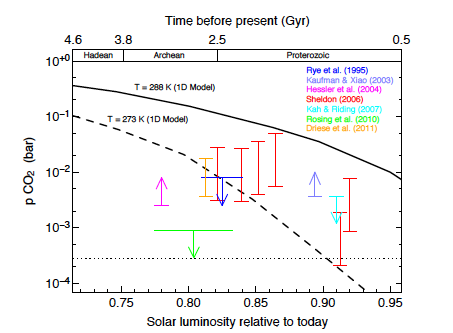 Time before present (Gyr)
4.6 3.8 2.5 0.5
Hadean Archean Proterozoic
10+0
10−1
10−2
10−3
10−4
p CO2 (bar)
T = 288 K (1D Model)
T = 273 K (1D Model)
Rye et al. (1995)
Kaufman & Xiao (2003)
Hessler et al. (2004)
Sheldon (2006)
Kah & Riding (2007)
Rosing et al. (2010)
Driese et al. (2011)
0.75 0.80 0.85 0.90 0.95
Solar luminosity relative to today